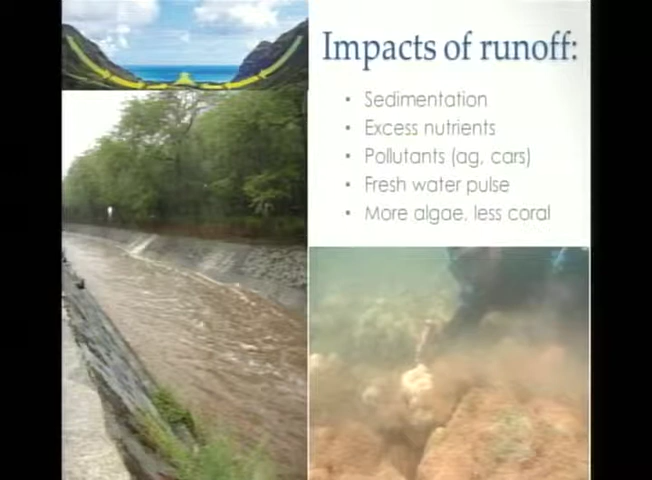 Impacts of runoff:
• Sedimentation
• Excess nutrients
• Pollutants (ag, cars)
• Fresh water pulse
• More algae, less coral